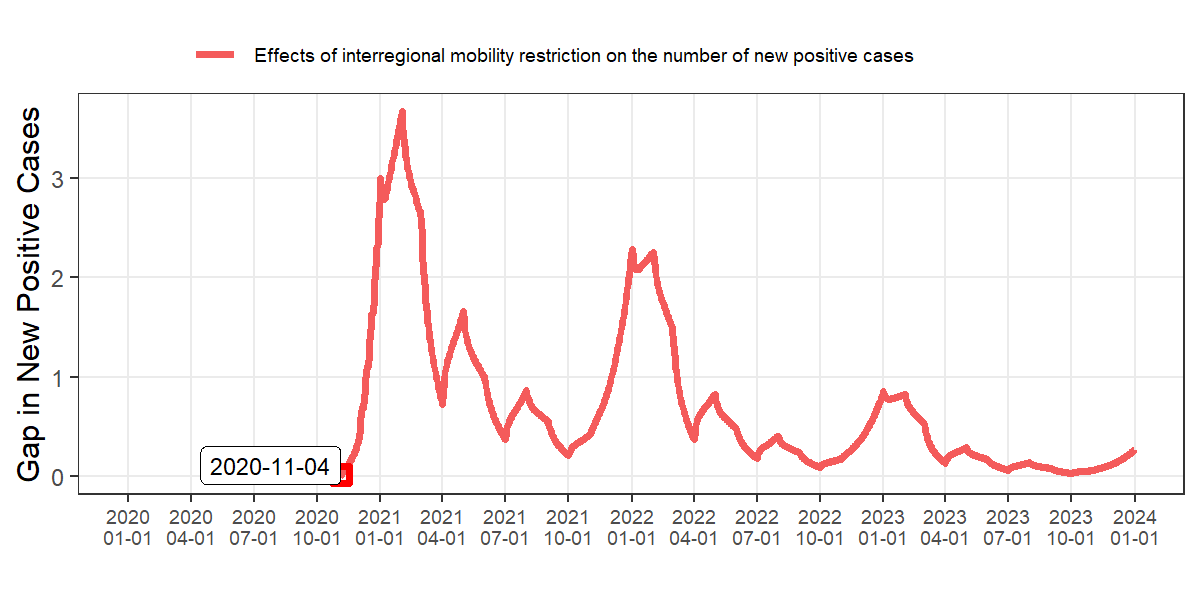 Effects of interregional mobility restriction on the number of new positive cases
Gap in New Positive Cases
3
2
1
0
2020-11-04
2020 2020 2020 2020 2021 2021 2021 2021 2022 2022 2022 2022 2023 2023 2023 2023 2024
01-01 04-01 07-01 10-01 01-01 04-01 07-01 10-01 01-01 04-01 07-01 10-01 01-01 04-01 07-01 10-01 01-01